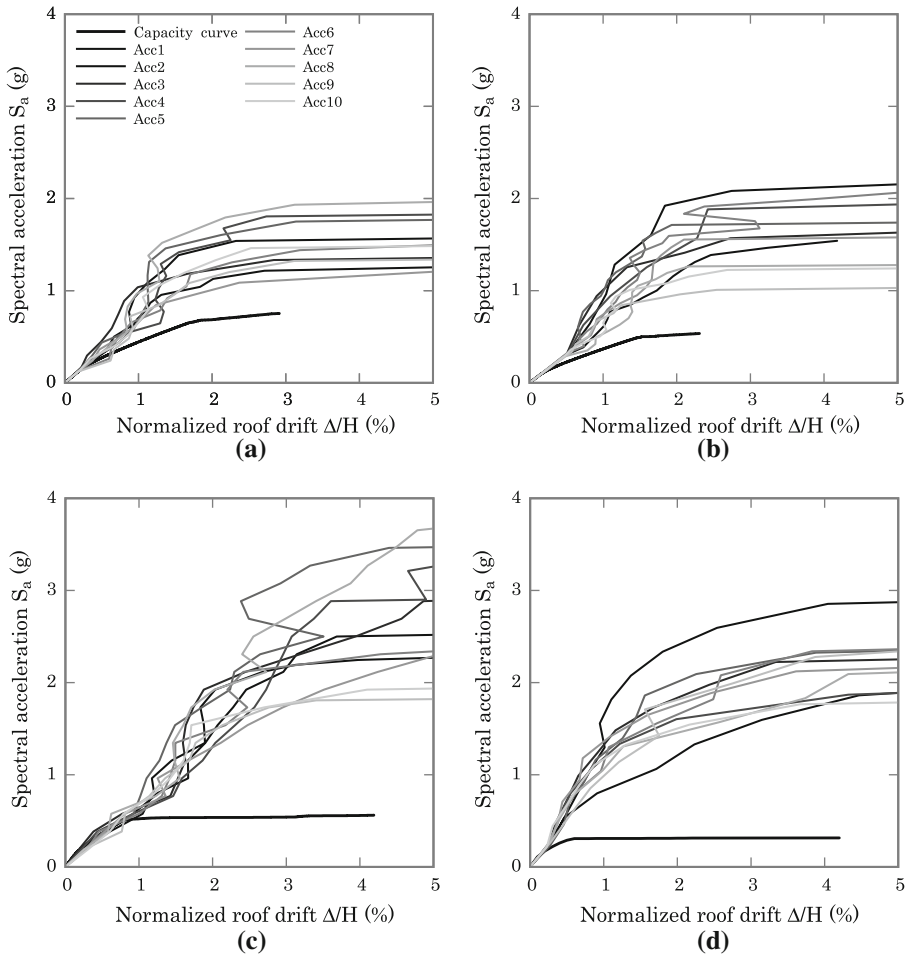 4
3
2
1
0
Spectral acceleration Sa (g)
Capacity curve
Acc1
Acc2
Acc3
Acc4
Acc5
Acc6
Acc7
Acc8
Acc9
Acc10
0 1 2 3 4 5
Normalized roof drift Δ/H (%)
(a)
4
3
2
1
0
Spectral acceleration Sa (g)
0 1 2 3 4 5
Normalized roof drift Δ/H (%)
(b)
4
3
2
1
0
Spectral acceleration Sa (g)
0 1 2 3 4 5
Normalized roof drift Δ/H (%)
(c)
4
3
2
1
0
Spectral acceleration Sa (g)
0 1 2 3 4 5
Normalized roof drift Δ/H (%)
(d)